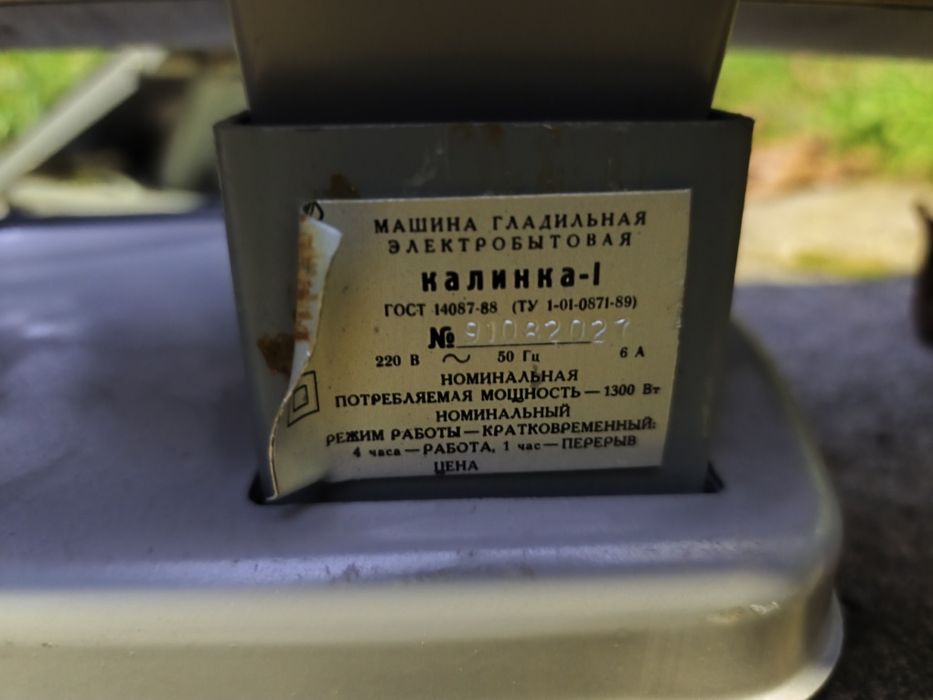 МАШИНА ГЛАДИЛЬНАЯ
ЭЛЕКТРОБЫТОВАЯ
калинка-1
ГОСТ 14087-88 (ТУ 1-01-0871-89)
№ 91082027
220 В ~ 50 Гц 6 А
НОМИНАЛЬНАЯ
ПОТРЕБЛЯЕМАЯ МОЩНОСТЬ — 1300 Вт
НОМИНАЛЬНЫЙ
РЕЖИМ РАБОТЫ — КРАТКОВРЕМЕННЫЙ:
4 часа — РАБОТА, 1 час — ПЕРЕРЫВ
ЦЕНА